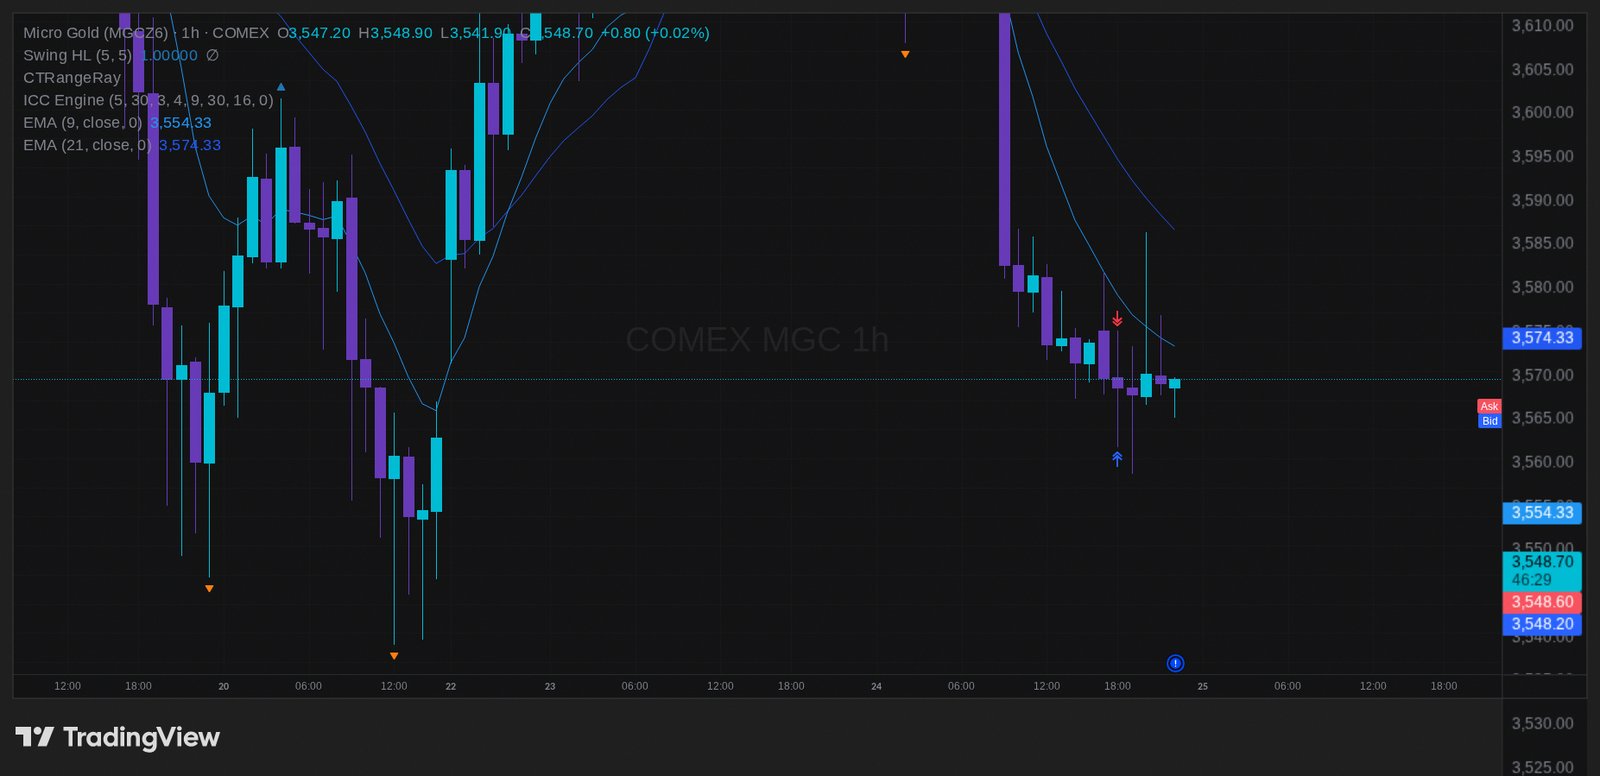 Micro Gold (MGCZ6) · 1h · COMEX O3,547.20 H3,548.90 L3,541.90 C3,548.70 +0.80 (+0.02%)
Swing HL (5, 5) 1.00000 ∅
CTRangeRay
ICC Engine (5, 30, 3, 4, 9, 30, 16, 0)
EMA (9, close, 0) 3,554.33
EMA (21, close, 0) 3,574.33
COMEX MGC 1h
3,610.00
3,605.00
3,600.00
3,595.00
3,590.00
3,585.00
3,580.00
3,574.33
3,570.00
Ask
3,565.00
Bid
3,560.00
3,554.33
3,550.00
3,548.70
46:29
3,548.60
3,548.20
3,540.00
12:00 18:00 20 06:00 12:00 22 23 06:00 12:00 18:00 24 06:00 12:00 18:00 25 06:00 12:00 18:00
3,530.00
3,525.00
TradingView